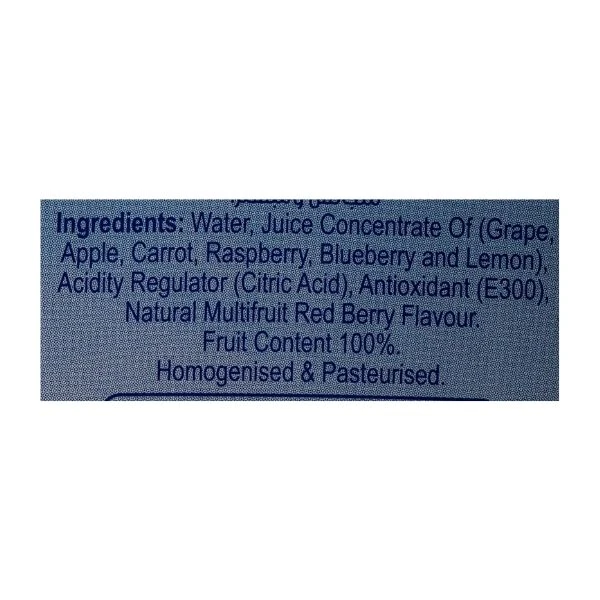 Ingredients: Water, Juice Concentrate Of (Grape,
Apple, Carrot, Raspberry, Blueberry and Lemon),
Acidity Regulator (Citric Acid), Antioxidant (E300),
Natural Multifruit Red Berry Flavour.
Fruit Content 100%.
Homogenised & Pasteurised.